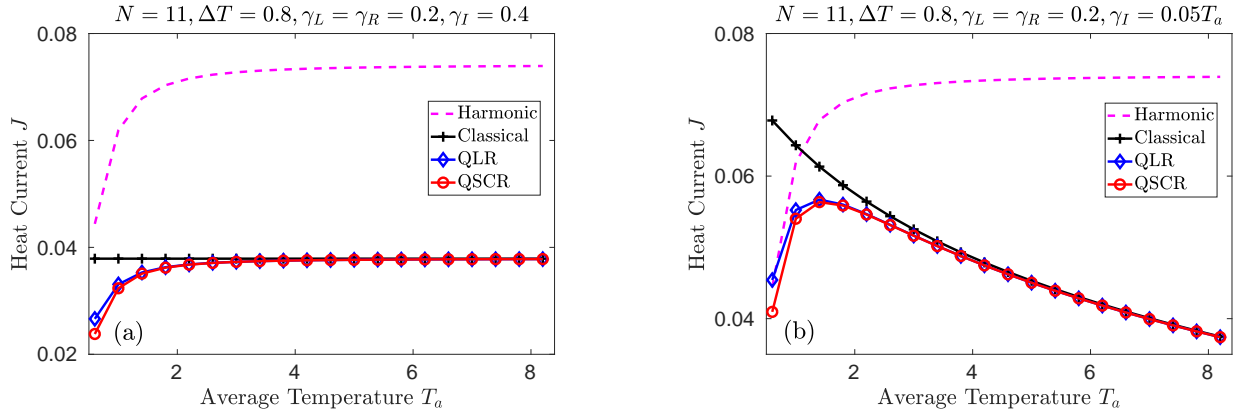 N = 11, ΔT = 0.8, γ_L = γ_R = 0.2, γ_I = 0.4
0.08
0.06
0.04
0.02
Heat Current J
Harmonic
Classical
QLR
QSCR
(a)
2 4 6 8
Average Temperature T_a
N = 11, ΔT = 0.8, γ_L = γ_R = 0.2, γ_I = 0.05T_a
0.08
0.06
0.04
Heat Current J
Harmonic
Classical
QLR
QSCR
(b)
2 4 6 8
Average Temperature T_a